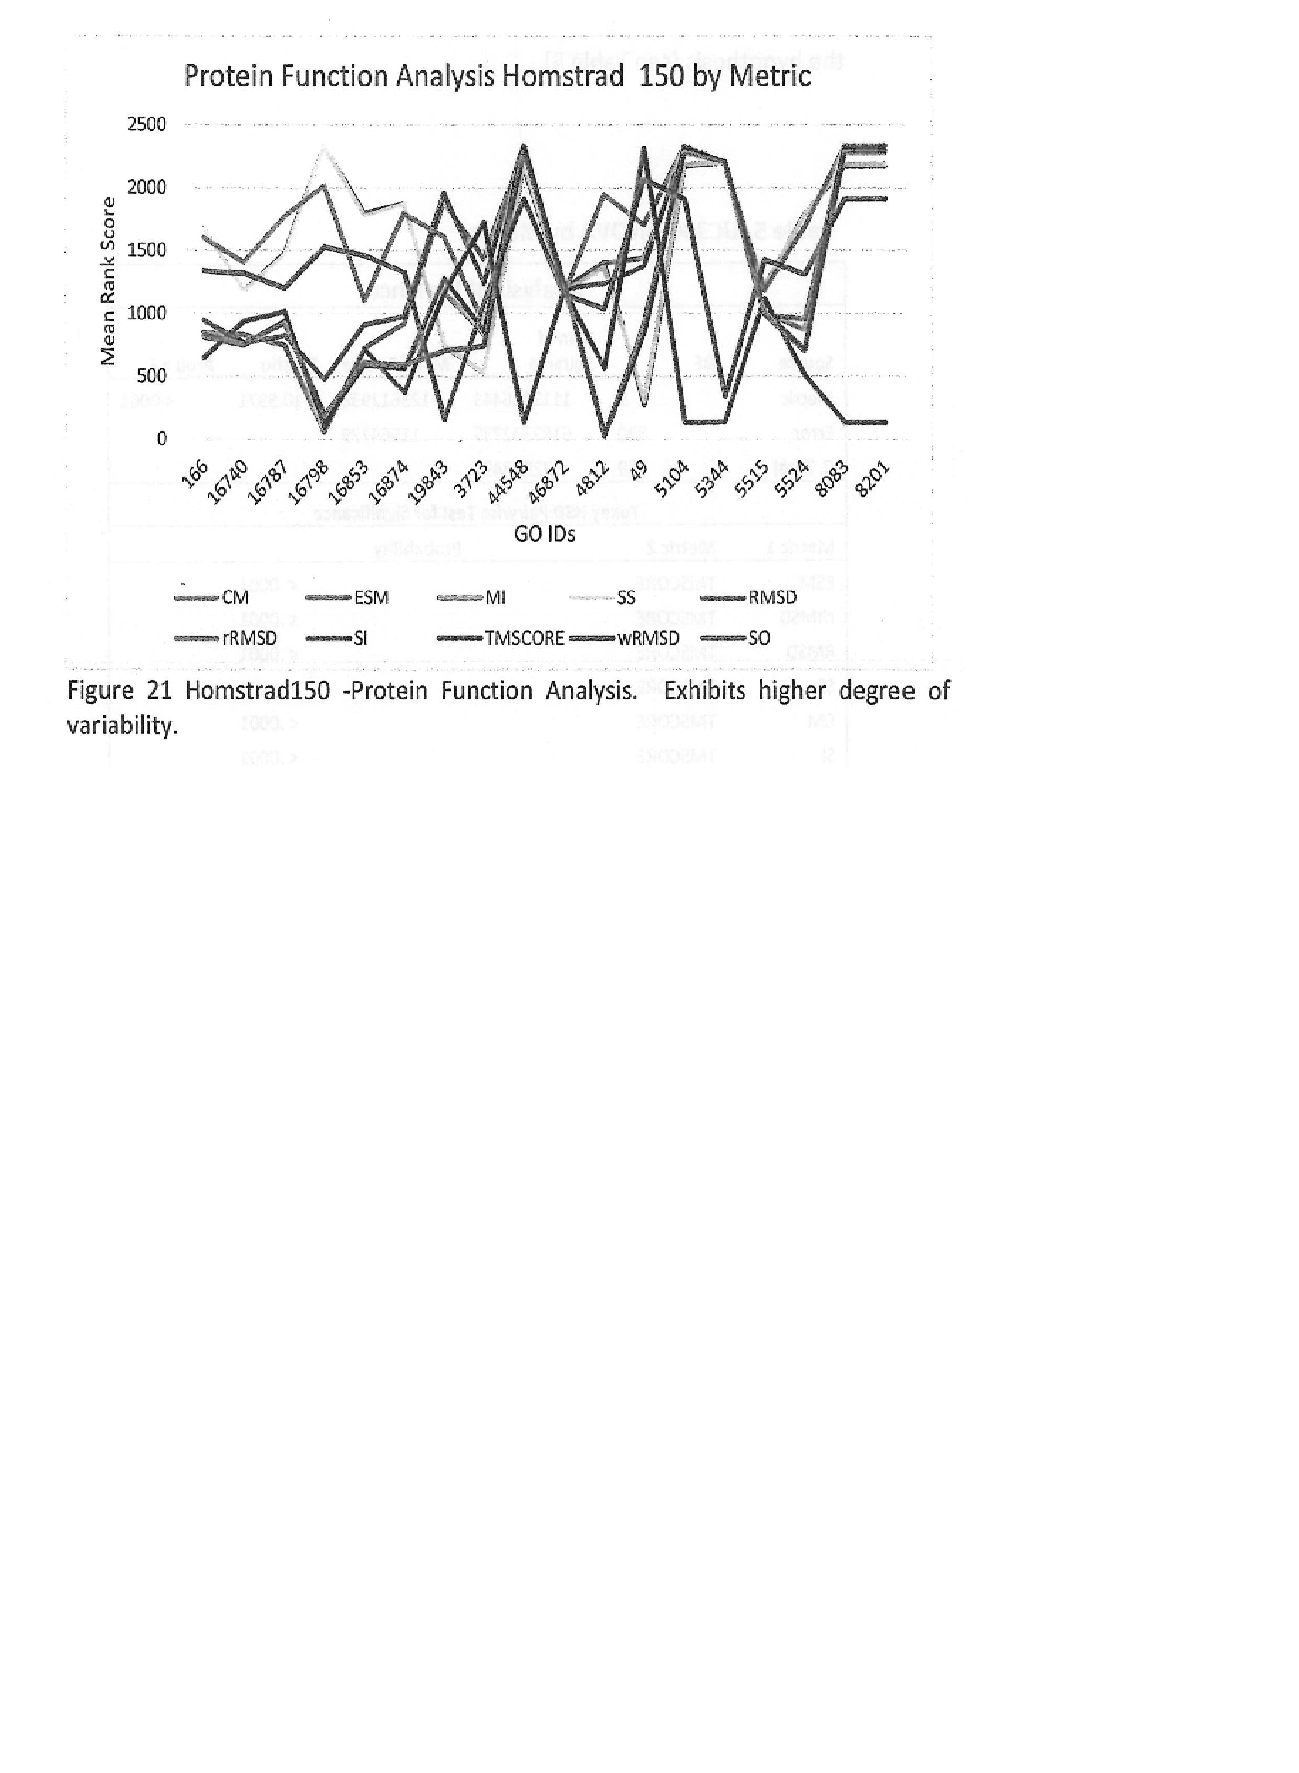 Protein Function Analysis Homstrad 150 by Metric
2500
2000
1500
1000
500
0
Mean Rank Score
166 16740 16787 16798 16853 16874 19843 3723 44548 46872 4812 49 5104 5344 5515 5524 8083 8201
GO IDs
CM ESM MI SS RMSD
rRMSD SI TMSCORE wRMSD SO
Figure 21 Homstrad150 -Protein Function Analysis. Exhibits higher degree of
variability.